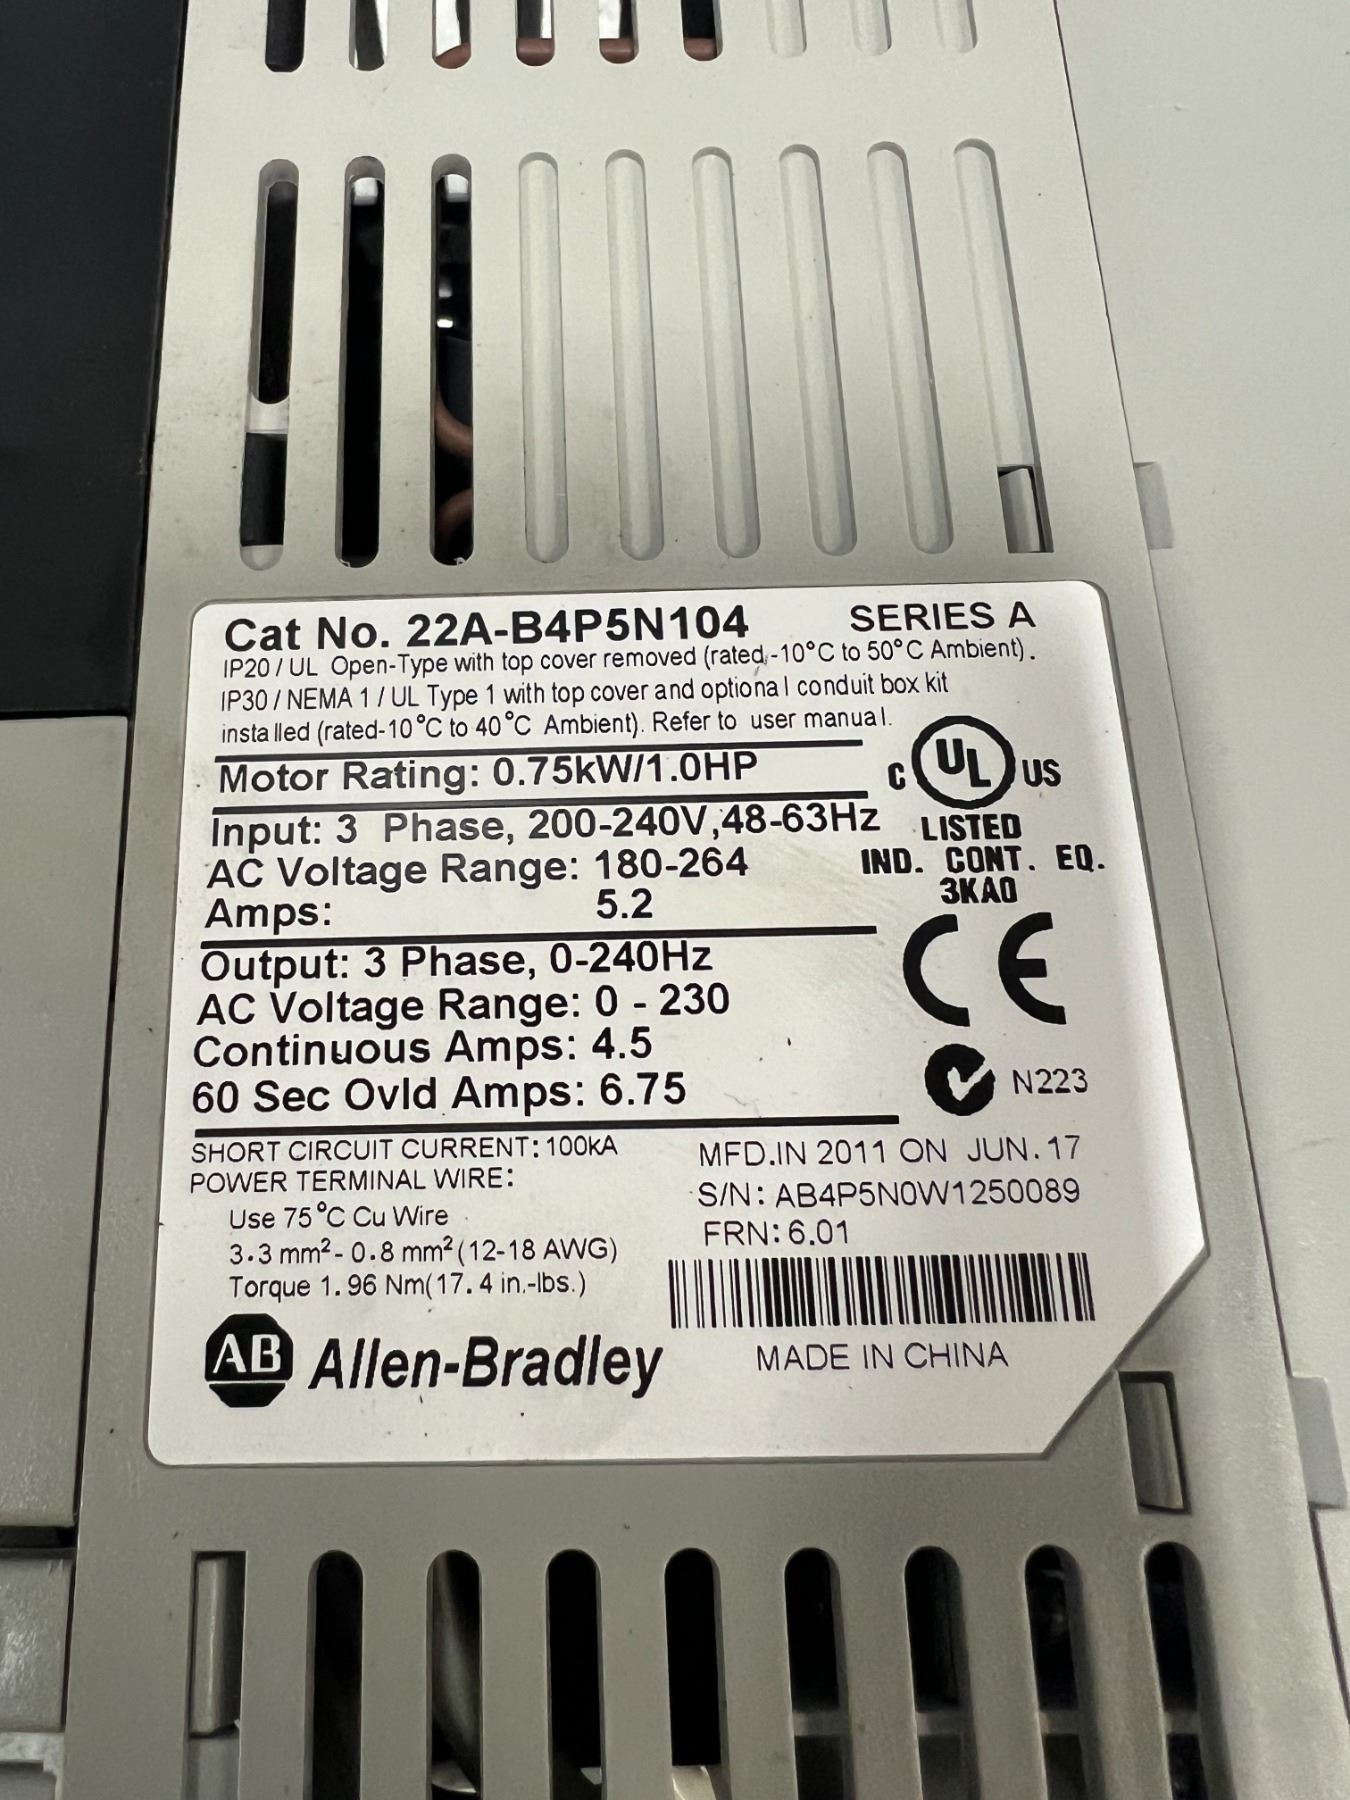 Cat No. 22A-B4P5N104 SERIES A
IP20 / UL Open-Type with top cover removed (rated -10°C to 50°C Ambient).
IP30 / NEMA 1 / UL Type 1 with top cover and optional conduit box kit
installed (rated-10°C to 40°C Ambient). Refer to user manual.
Motor Rating: 0.75kW/1.0HP
C UL US
LISTED
IND. CONT. EQ.
3KA0
Input: 3 Phase, 200-240V,48-63Hz
AC Voltage Range: 180-264
Amps: 5.2
CE
Output: 3 Phase, 0-240Hz
AC Voltage Range: 0 - 230
Continuous Amps: 4.5
60 Sec Ovld Amps: 6.75
N223
SHORT CIRCUIT CURRENT: 100kA
POWER TERMINAL WIRE:
Use 75°C Cu Wire
3.3 mm²- 0.8 mm² (12-18 AWG)
Torque 1.96 Nm(17.4 in.-lbs.)
MFD.IN 2011 ON JUN.17
S/N: AB4P5N0W1250089
FRN: 6.01
AB Allen-Bradley
MADE IN CHINA